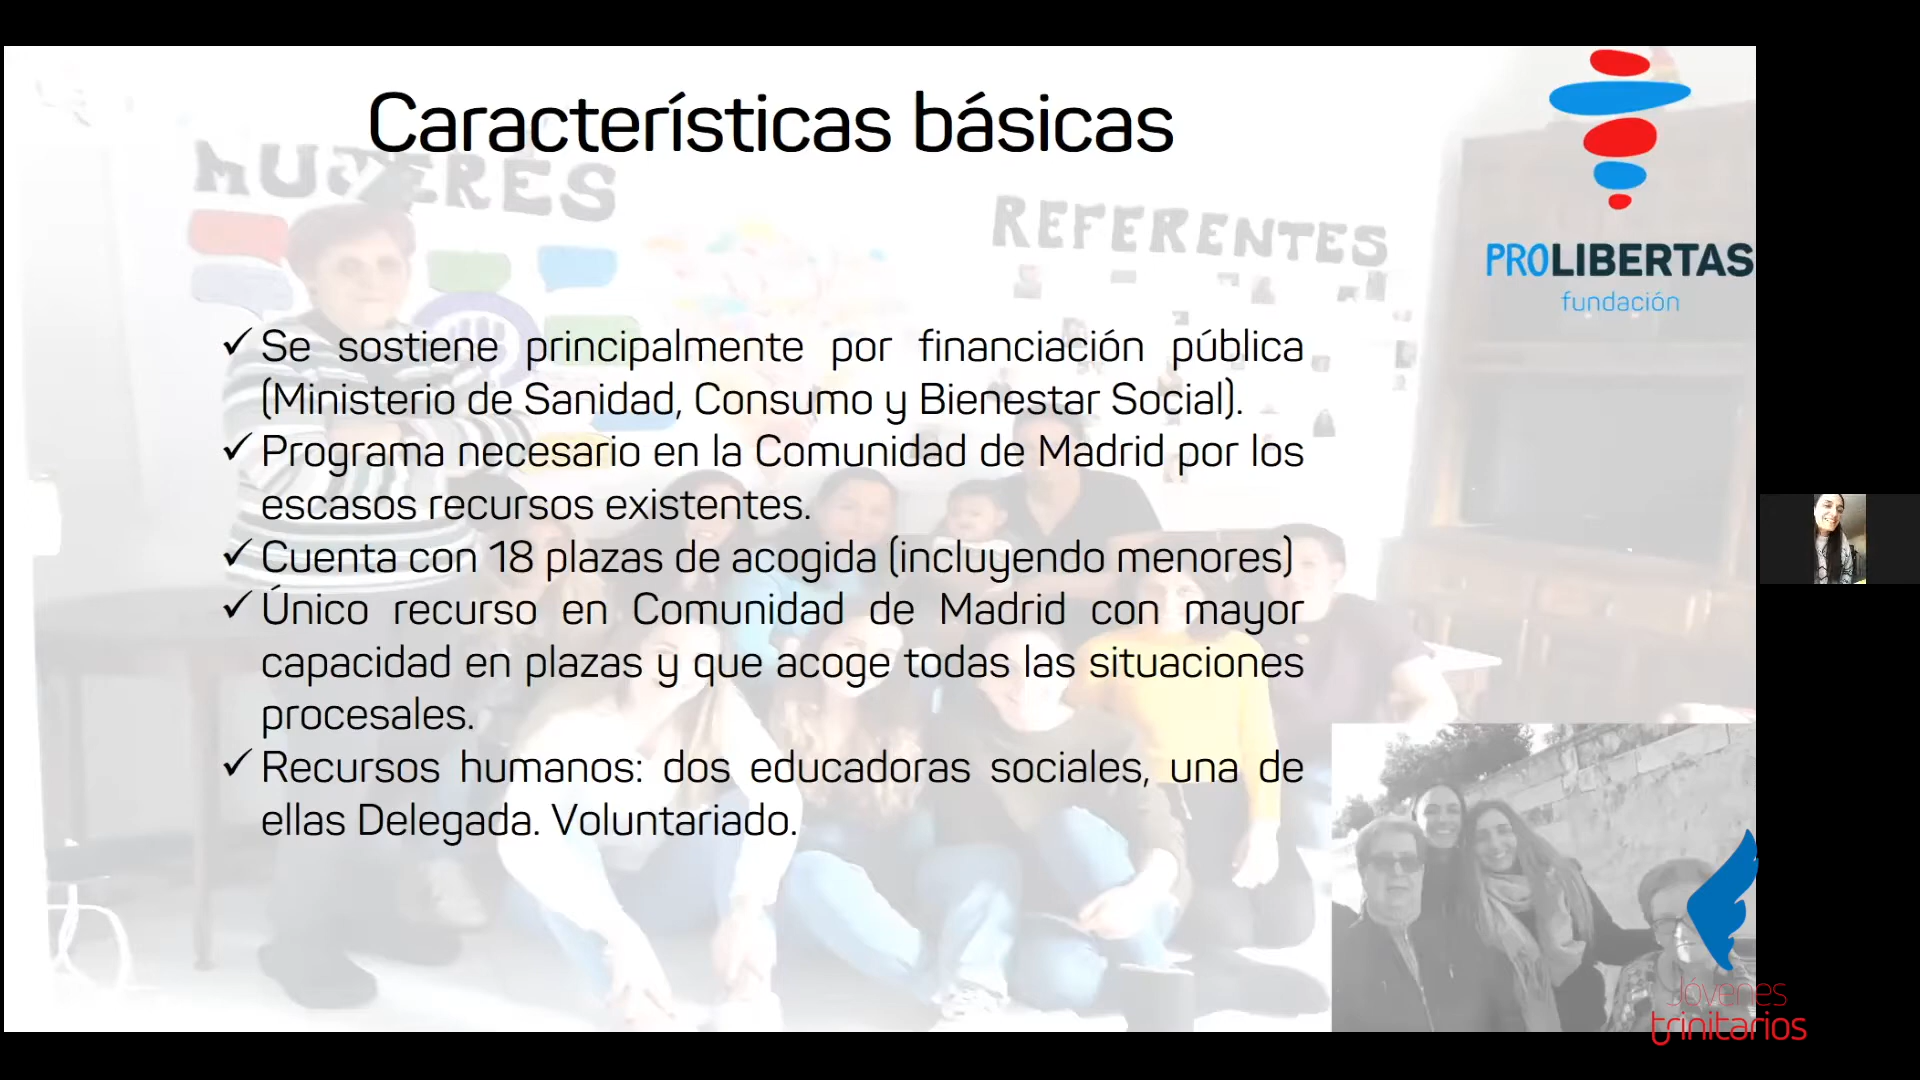 Características básicas
MUJERES
REFERENTES
PROLIBERTAS
fundación
✓ Se sostiene principalmente por financiación pública
(Ministerio de Sanidad, Consumo y Bienestar Social).
✓ Programa necesario en la Comunidad de Madrid por los
escasos recursos existentes.
✓ Cuenta con 18 plazas de acogida (incluyendo menores)
✓ Único recurso en Comunidad de Madrid con mayor
capacidad en plazas y que acoge todas las situaciones
procesales.
✓ Recursos humanos: dos educadoras sociales, una de
ellas Delegada. Voluntariado.
Jóvenes
trinitarios